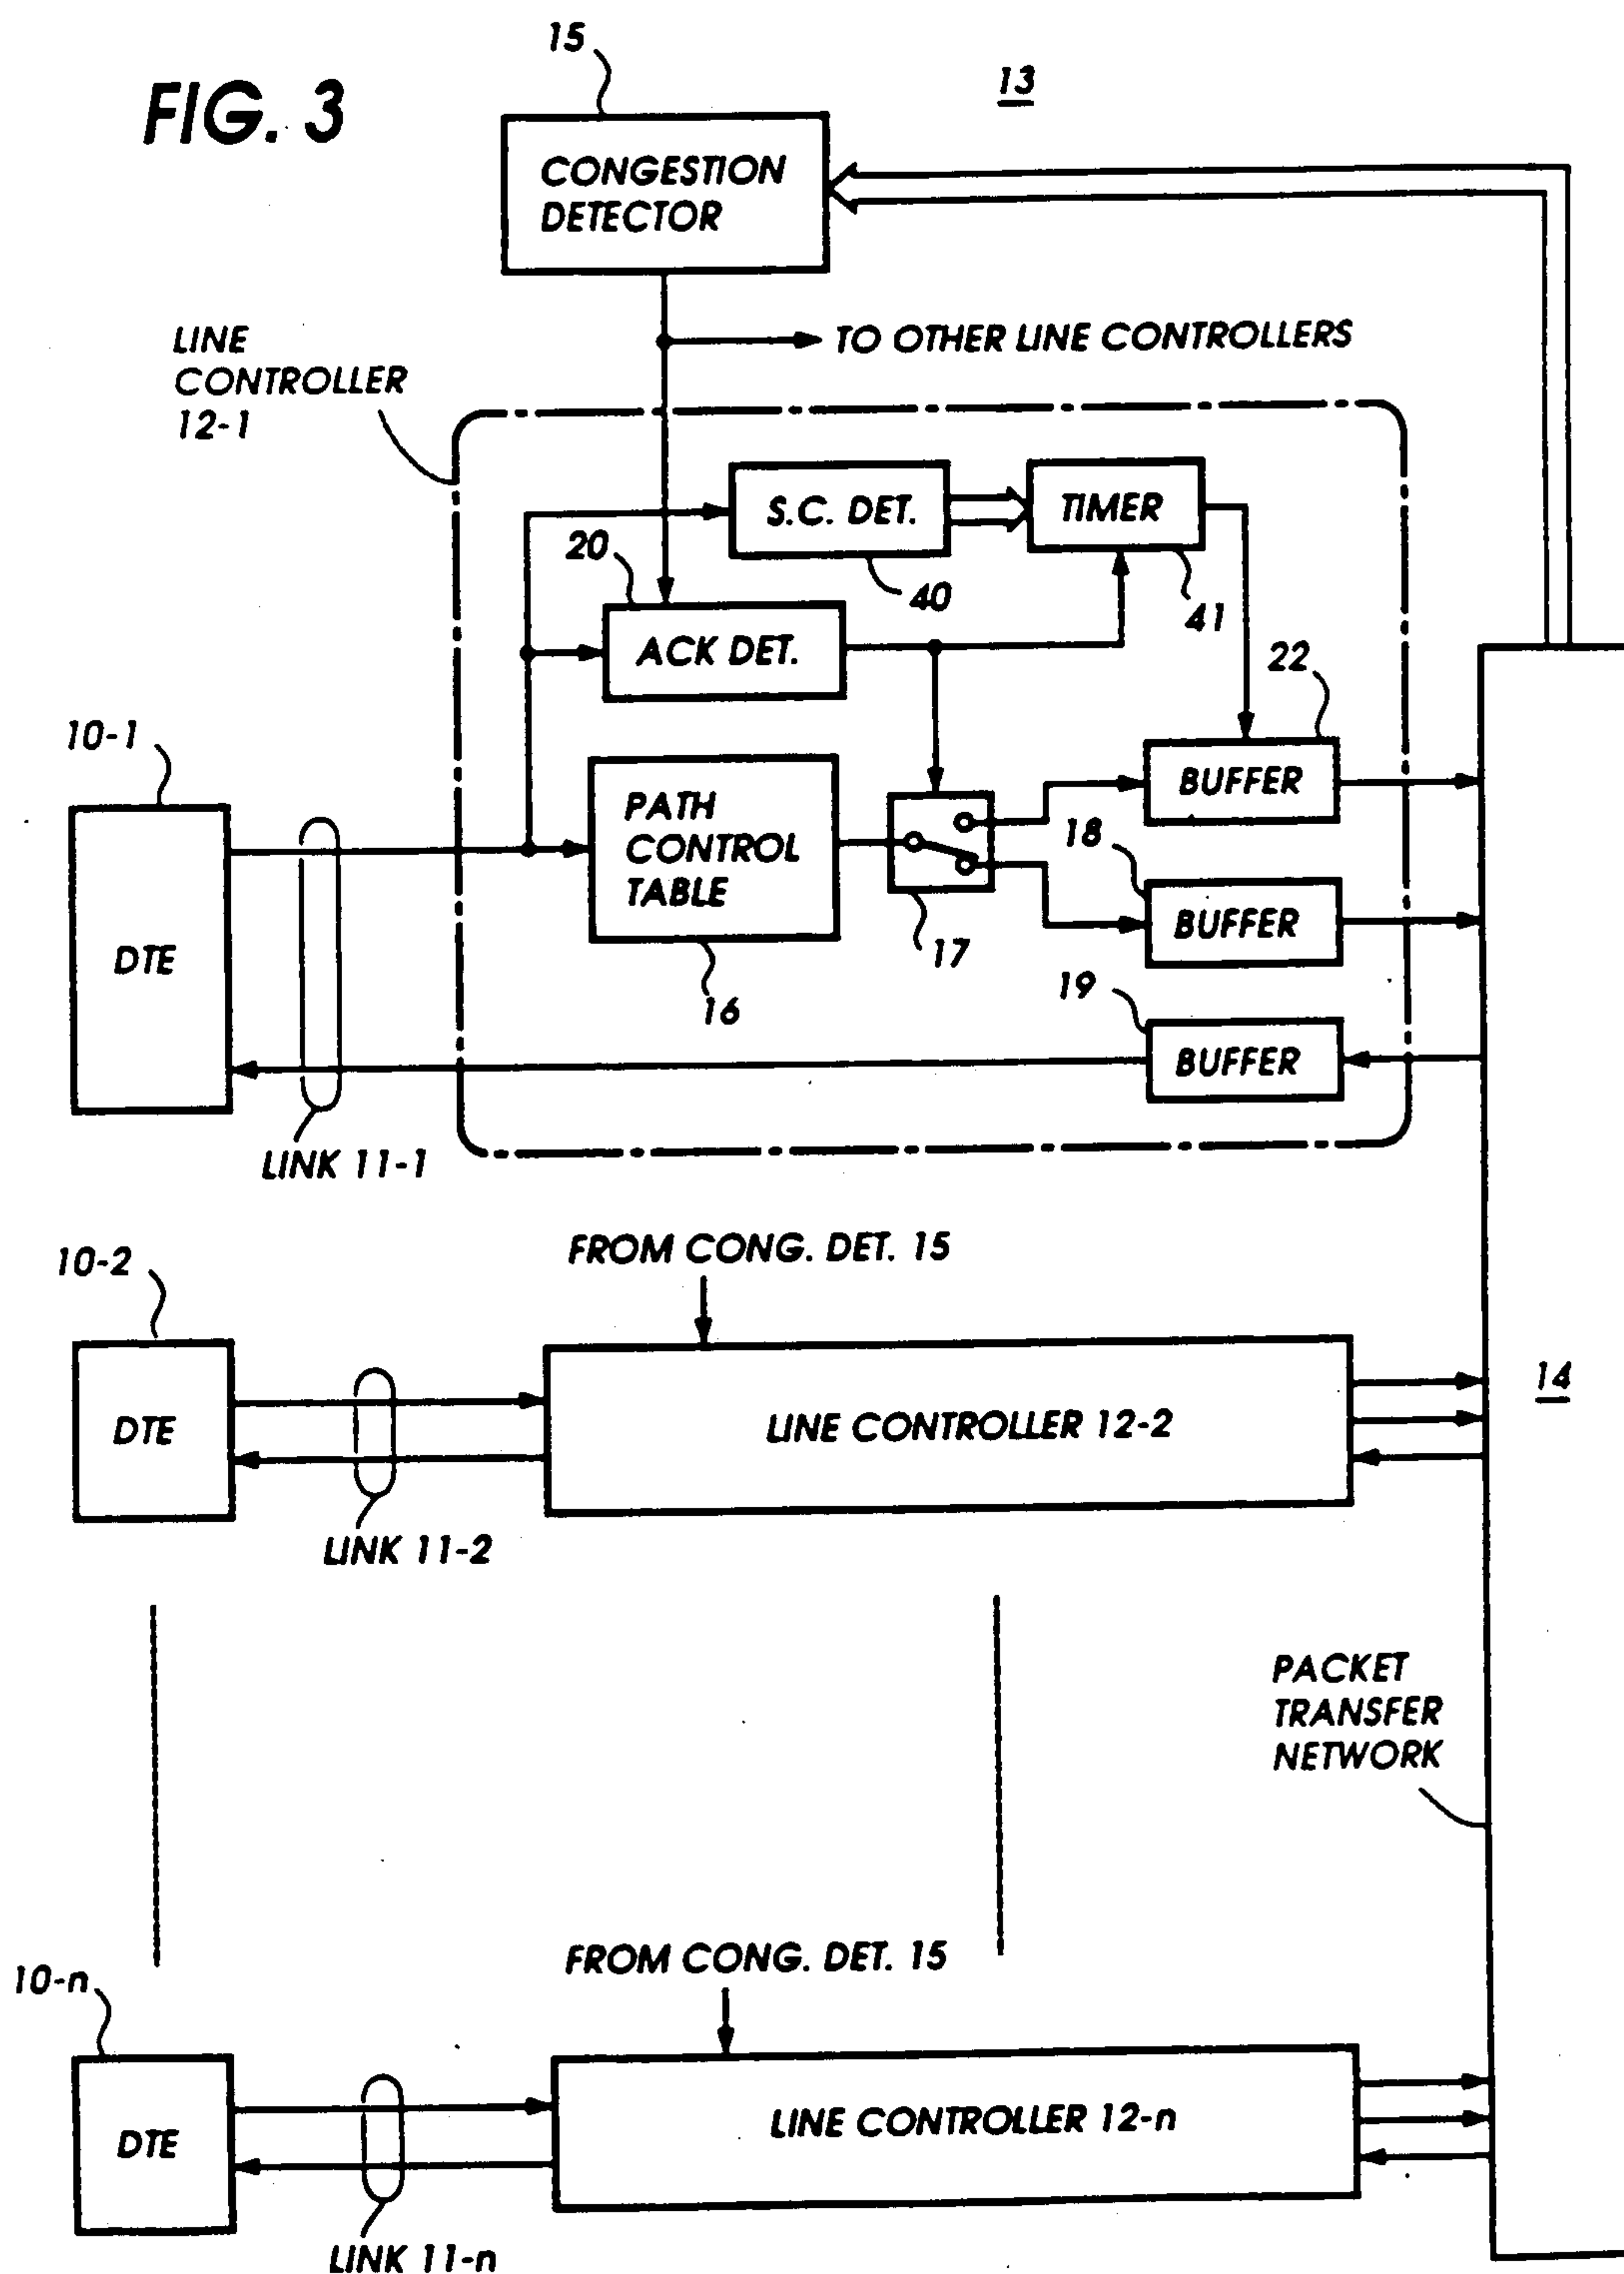 FIG. 3
15
13
CONGESTION
DETECTOR
LINE
CONTROLLER
12-1
TO OTHER LINE CONTROLLERS
S.C. DET.
TIMER
20
40
41
ACK DET.
22
10-1
PATH
CONTROL
TABLE
BUFFER
18
DTE
17
BUFFER
16
19
BUFFER
LINK 11-1
10-2
FROM CONG. DET. 15
DTE
LINE CONTROLLER 12-2
14
LINK 11-2
PACKET
TRANSFER
NETWORK
10-n
FROM CONG. DET. 15
DTE
LINE CONTROLLER 12-n
LINK 11-n